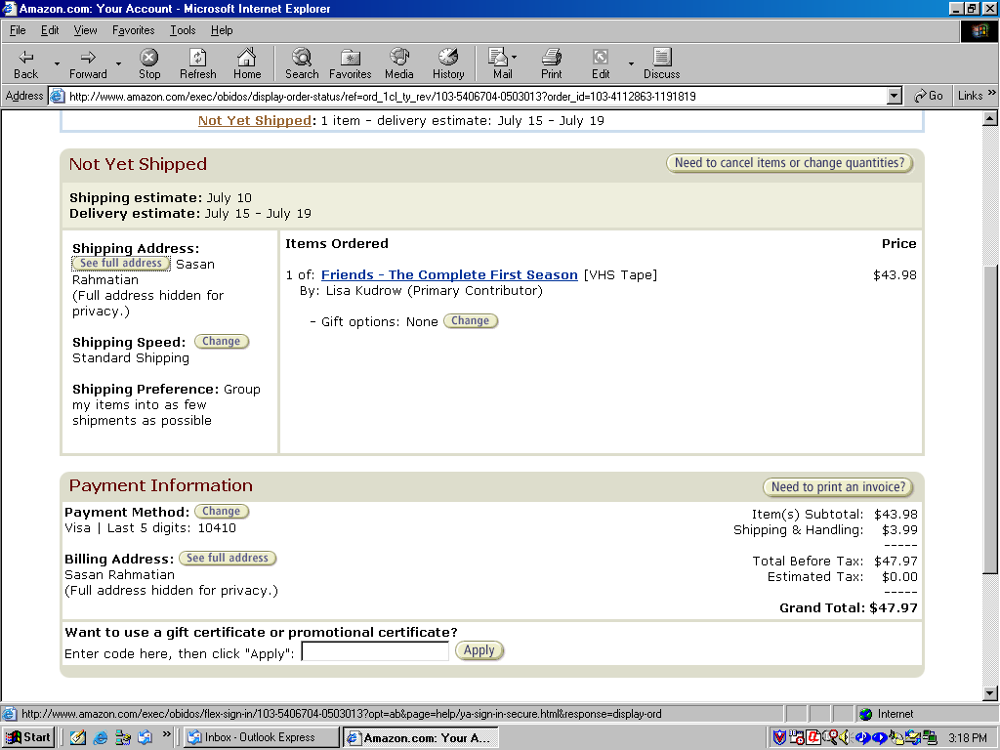 Amazon.com: Your Account - Microsoft Internet Explorer
File Edit View Favorites Tools Help
Back Forward Stop Refresh Home Search Favorites Media History Mail Print Edit Discuss
Address http://www.amazon.com/exec/obidos/display-order-status/ref=ord_1cl_ty_rev/103-5406704-0503013?order_id=103-4112863-1191819 Go Links »
Not Yet Shipped: 1 item - delivery estimate: July 15 - July 19
Not Yet Shipped Need to cancel items or change quantities?
Shipping estimate: July 10
Delivery estimate: July 15 - July 19
Shipping Address:
See full address Sasan
Rahmatian
(Full address hidden for
privacy.)
Shipping Speed: Change
Standard Shipping
Shipping Preference: Group
my items into as few
shipments as possible
Items Ordered Price
1 of: Friends - The Complete First Season [VHS Tape] $43.98
By: Lisa Kudrow (Primary Contributor)
- Gift options: None Change
Payment Information Need to print an invoice?
Payment Method: Change
Visa | Last 5 digits: 10410
Billing Address: See full address
Sasan Rahmatian
(Full address hidden for privacy.)
Item(s) Subtotal: $43.98
Shipping & Handling: $3.99
-----
Total Before Tax: $47.97
Estimated Tax: $0.00
-----
Grand Total: $47.97
Want to use a gift certificate or promotional certificate?
Enter code here, then click "Apply": Apply
http://www.amazon.com/exec/obidos/flex-sign-in/103-5406704-0503013?opt=ab&page=help/ya-sign-in-secure.html&response=display-ord Internet
Start » Inbox - Outlook Express Amazon.com: Your A... 3:18 PM